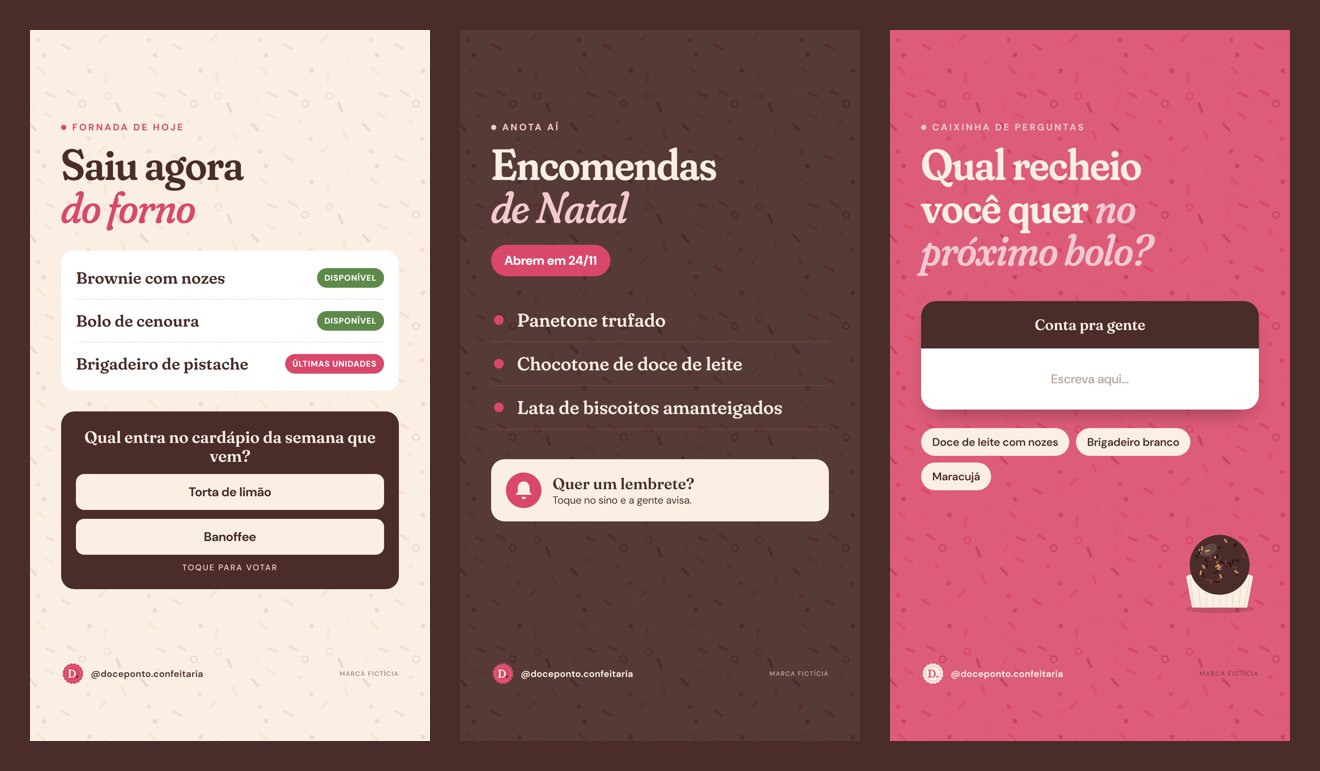 FORNADA DE HOJE
Saiu agora
do forno
Brownie com nozes
DISPONÍVEL
Bolo de cenoura
DISPONÍVEL
Brigadeiro de pistache
ÚLTIMAS UNIDADES
Qual entra no cardápio da semana que
vem?
Torta de limão
Banoffee
TOQUE PARA VOTAR
D.
@doceponto.confeitaria
MARCA FICTÍCIA
ANOTA AÍ
Encomendas
de Natal
Abrem em 24/11
Panetone trufado
Chocotone de doce de leite
Lata de biscoitos amanteigados
Quer um lembrete?
Toque no sino e a gente avisa.
D.
@doceponto.confeitaria
MARCA FICTÍCIA
CAIXINHA DE PERGUNTAS
Qual recheio
você quer no
próximo bolo?
Conta pra gente
Escreva aqui...
Doce de leite com nozes
Brigadeiro branco
Maracujá
D.
@doceponto.confeitaria
MARCA FICTÍCIA